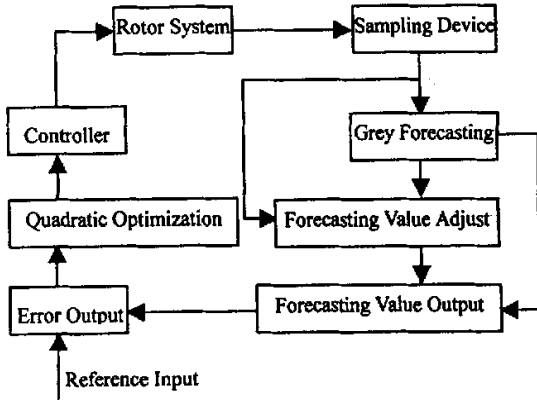 Rotor System
Sampling Device
Controller
Grey Forecasting
Quadratic Optimization
Forecasting Value Adjust
Error Output
Forecasting Value Output
Reference Input